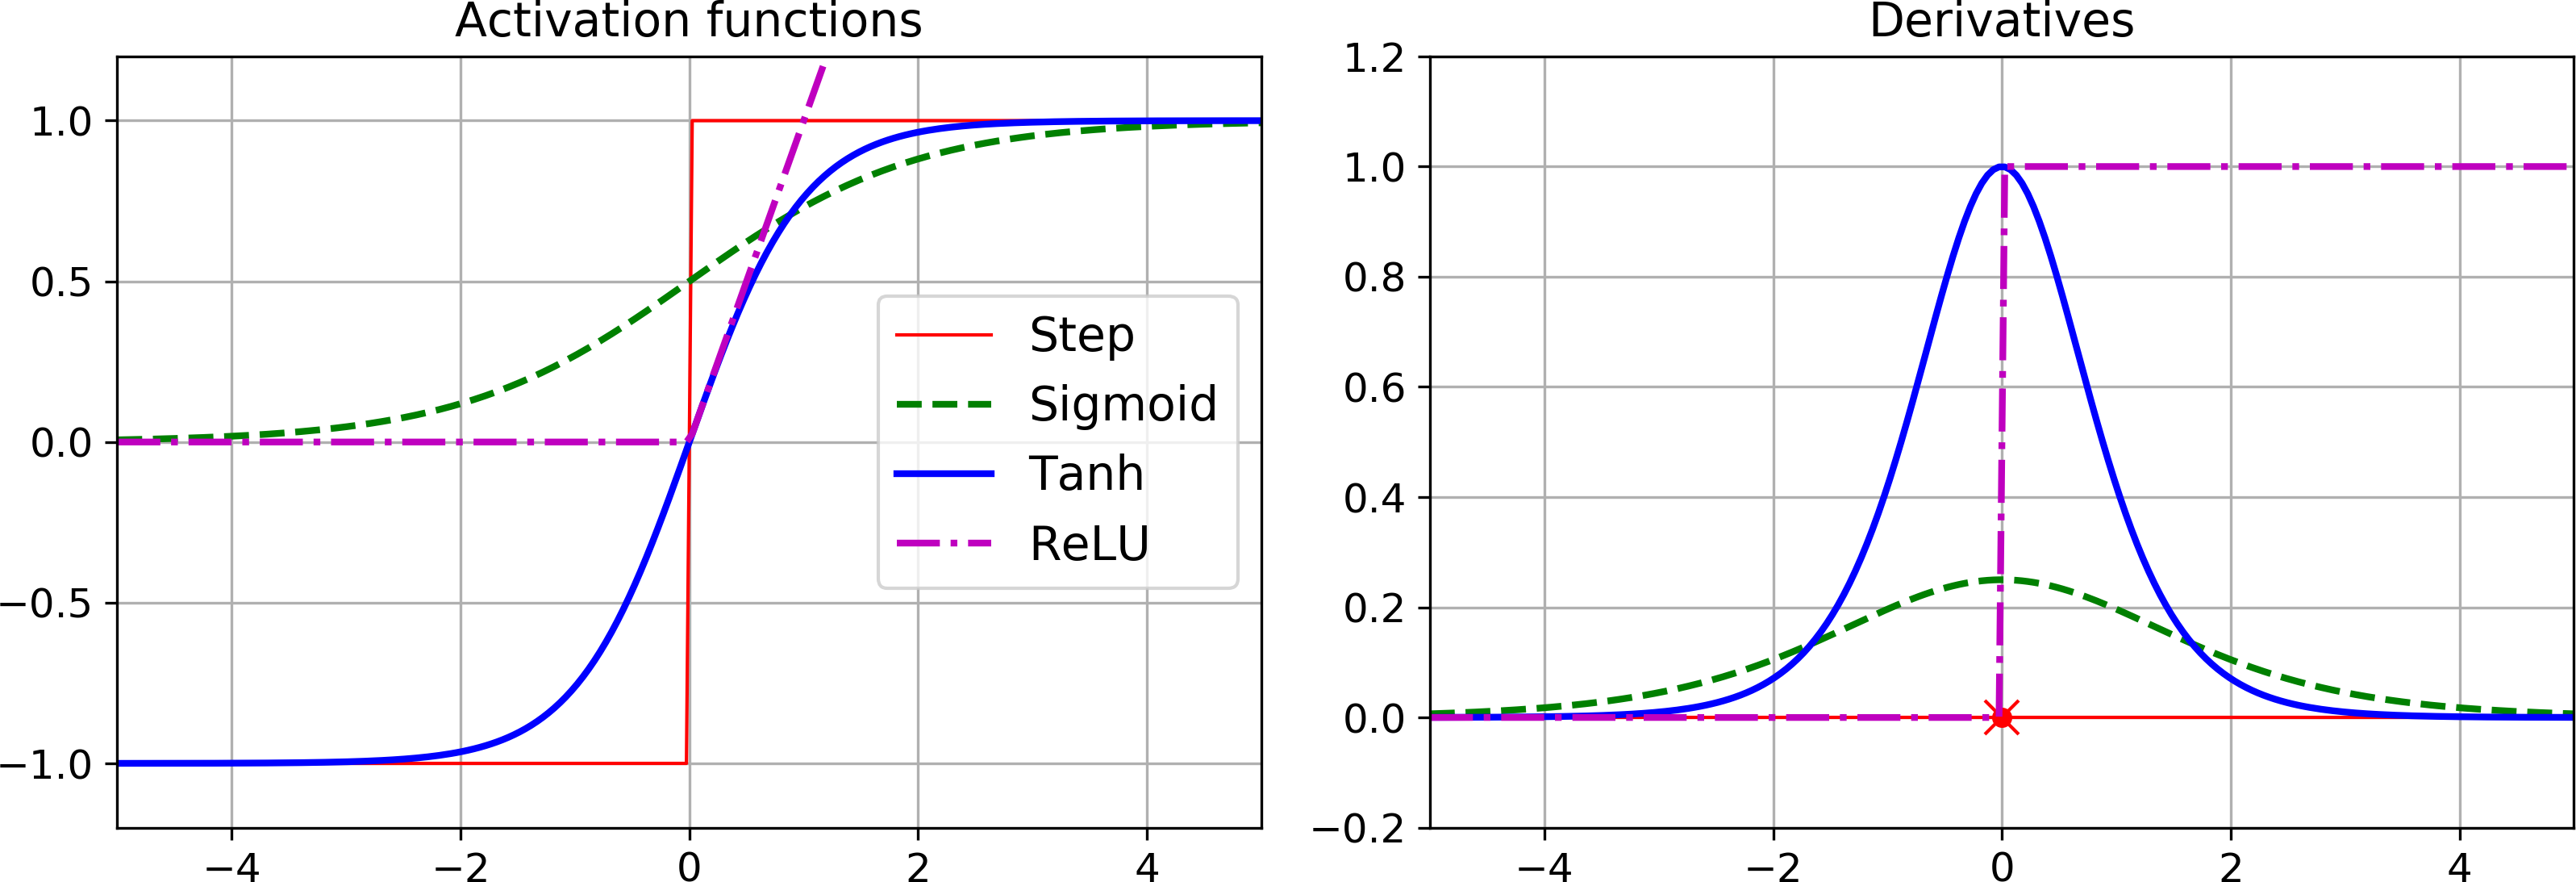 Activation functions
1.0
0.5
0.0
−0.5
−1.0
−4 −2 0 2 4
Step
Sigmoid
Tanh
ReLU
Derivatives
1.2
1.0
0.8
0.6
0.4
0.2
0.0
−0.2
−4 −2 0 2 4